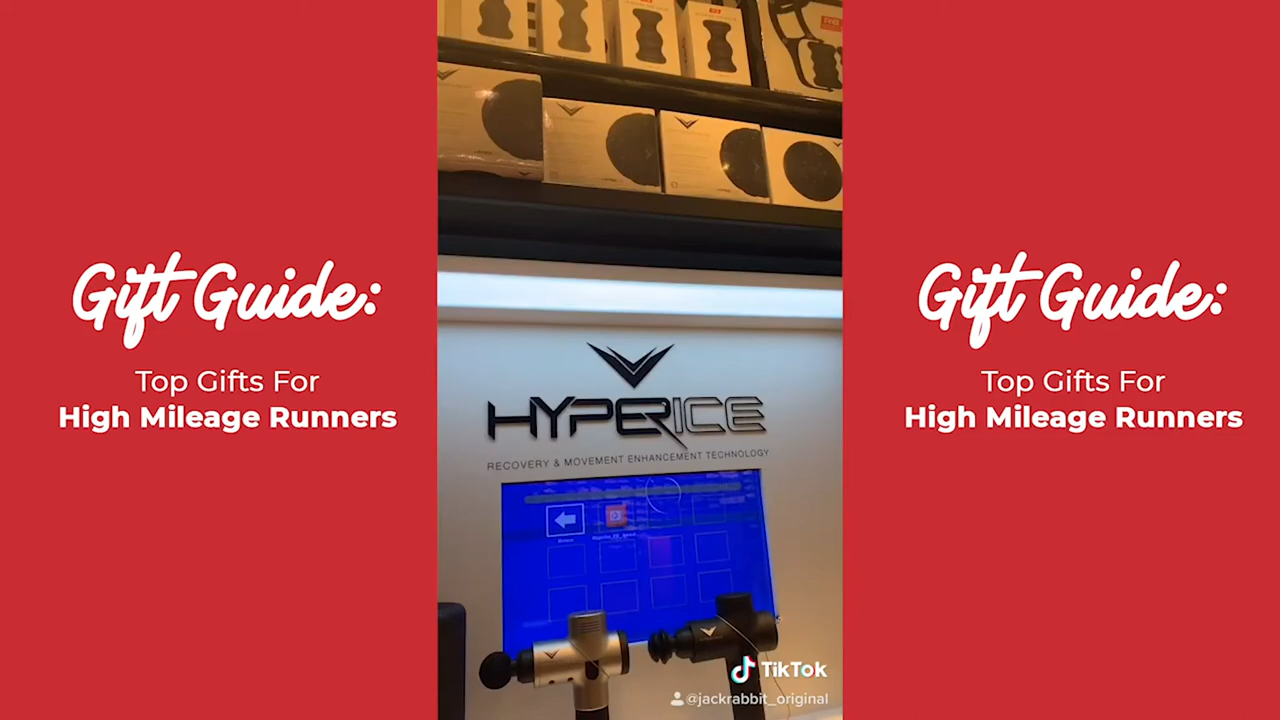 Gift Guide:
Top Gifts For
High Mileage Runners
HYPERICE
RECOVERY & MOVEMENT ENHANCEMENT TECHNOLOGY
TikTok
@jackrabbit_original
Gift Guide:
Top Gifts For
High Mileage Runners